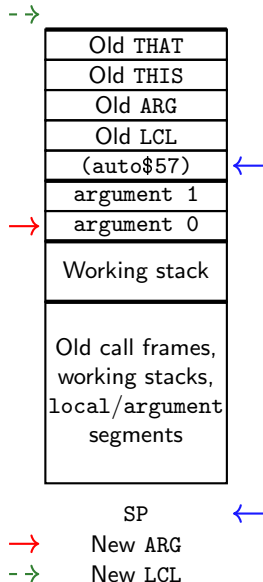 Old THAT
Old THIS
Old ARG
Old LCL
(auto$57)
argument 1
argument 0
Working stack
Old call frames,
working stacks,
local/argument
segments
SP
New ARG
New LCL